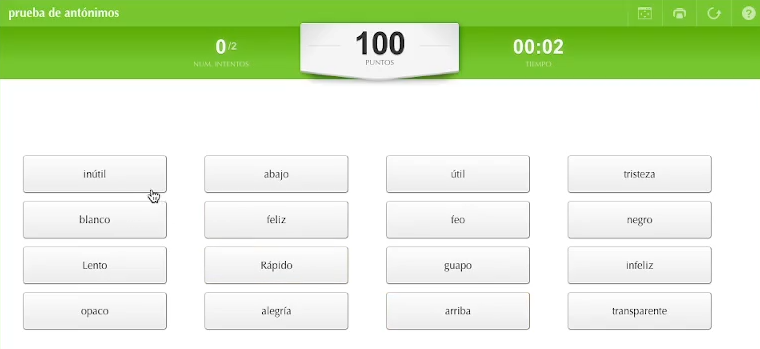 prueba de antónimos
0/2
NUM. INTENTOS
100
PUNTOS
00:02
TIEMPO
inútil abajo útil tristeza
blanco feliz feo negro
Lento Rápido guapo infeliz
opaco alegría arriba transparente